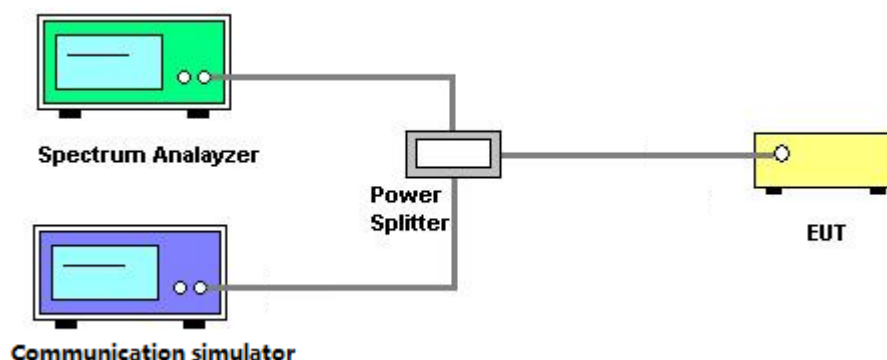 Spectrum Analayzer
Power
Splitter
EUT
Communication simulator